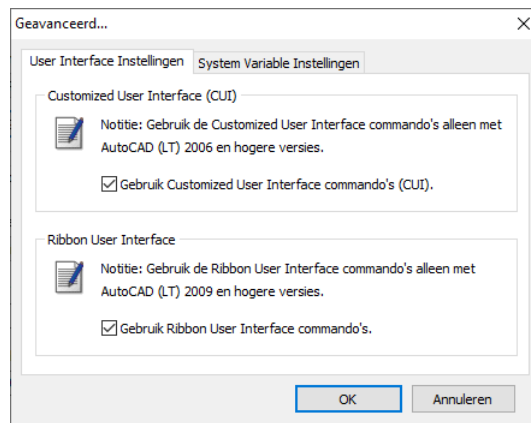 Geavanceerd...
User Interface Instellingen System Variable Instellingen
Customized User Interface (CUI)
Notitie: Gebruik de Customized User Interface commando's alleen met
AutoCAD (LT) 2006 en hogere versies.
Gebruik Customized User Interface commando's (CUI).
Ribbon User Interface
Notitie: Gebruik de Ribbon User Interface commando's alleen met
AutoCAD (LT) 2009 en hogere versies.
Gebruik Ribbon User Interface commando's.
OK Annuleren